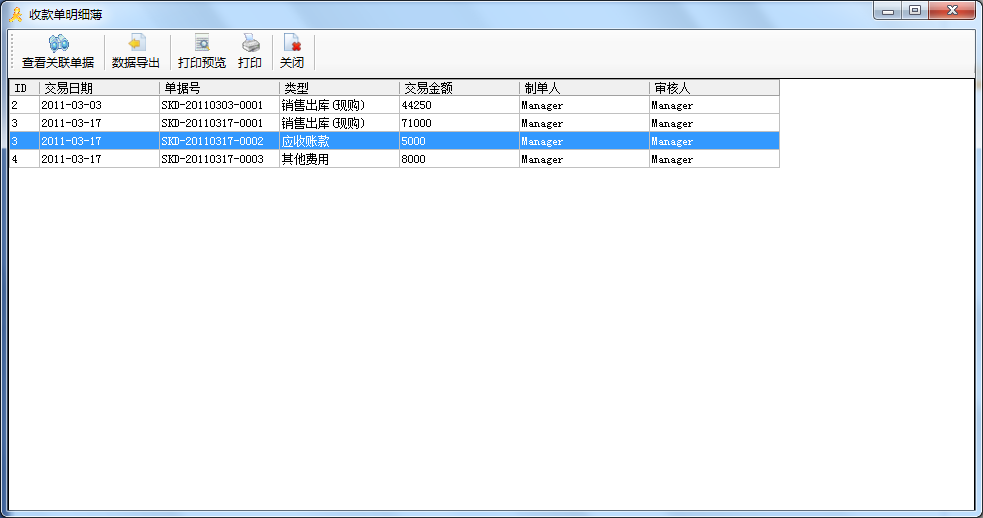 收款单明细薄
查看关联单据 数据导出 打印预览 打印 关闭
ID 交易日期 单据号 类型 交易金额 制单人 审核人
2 2011-03-03 SKD-20110303-0001 销售出库(现购) 44250 Manager Manager
3 2011-03-17 SKD-20110317-0001 销售出库(现购) 71000 Manager Manager
3 2011-03-17 SKD-20110317-0002 应收账款 5000 Manager Manager
4 2011-03-17 SKD-20110317-0003 其他费用 8000 Manager Manager